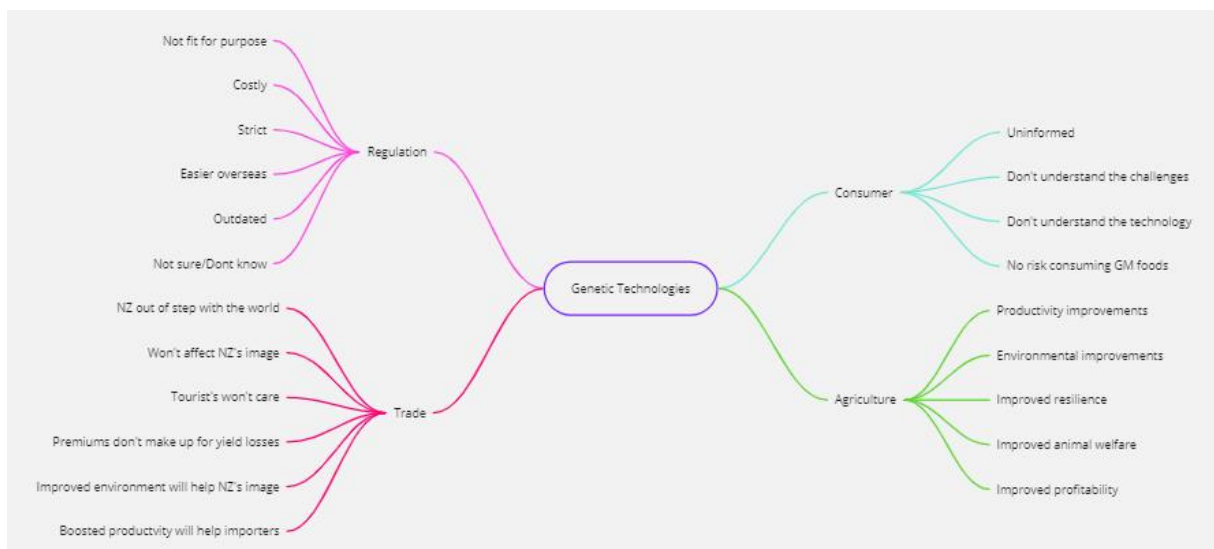 Not fit for purpose
Costly
Strict
Easier overseas
Outdated
Not sure/Dont know
Regulation
NZ out of step with the world
Won't affect NZ's image
Tourist's won't care
Premiums don't make up for yield losses
Improved environment will help NZ's image
Boosted productvity will help importers
Trade
Genetic Technologies
Consumer
Uninformed
Don't understand the challenges
Don't understand the technology
No risk consuming GM foods
Agriculture
Productivity improvements
Environmental improvements
Improved resilience
Improved animal welfare
Improved profitability